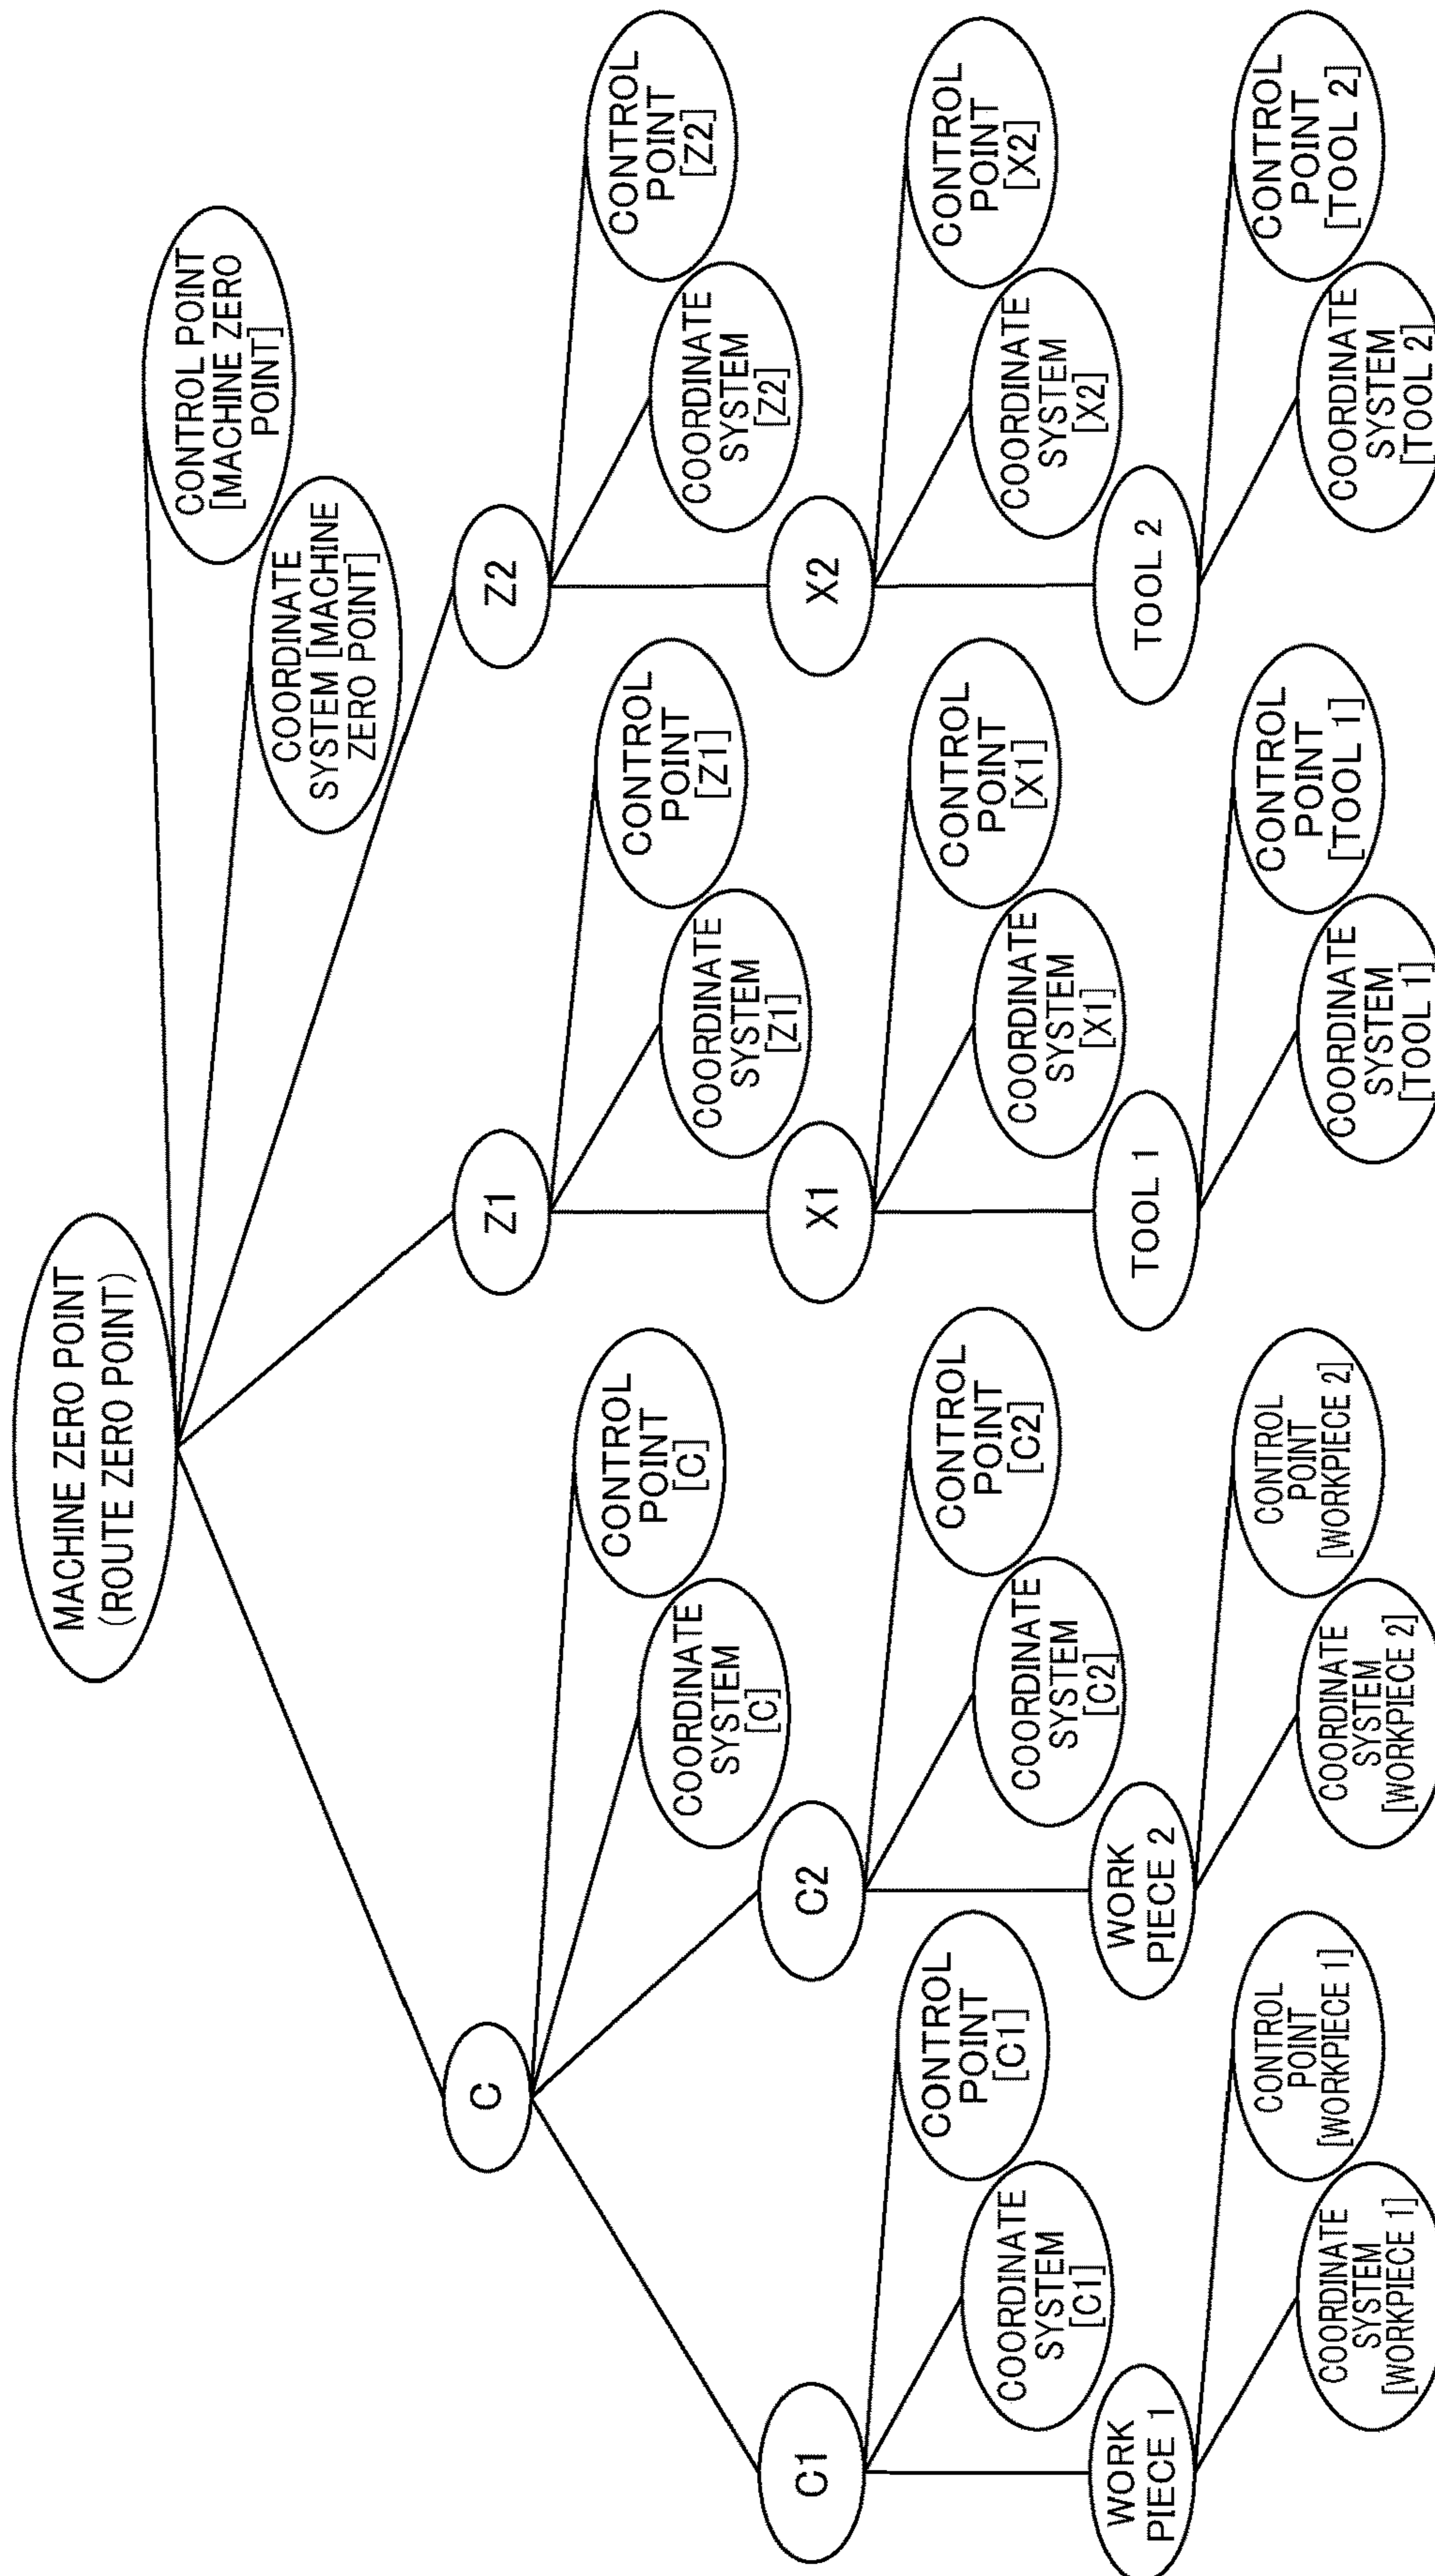 MACHINE ZERO POINT
(ROUTE ZERO POINT)
CONTROL POINT
[MACHINE ZERO
POINT]
COORDINATE
SYSTEM [MACHINE
ZERO POINT]
C
Z1
Z2
COORDINATE
SYSTEM
[C]
CONTROL
POINT
[C]
COORDINATE
SYSTEM
[Z1]
CONTROL
POINT
[Z1]
COORDINATE
SYSTEM
[Z2]
CONTROL
POINT
[Z2]
C1
C2
X1
X2
COORDINATE
SYSTEM
[C1]
CONTROL
POINT
[C1]
COORDINATE
SYSTEM
[C2]
CONTROL
POINT
[C2]
COORDINATE
SYSTEM
[X1]
CONTROL
POINT
[X1]
COORDINATE
SYSTEM
[X2]
CONTROL
POINT
[X2]
WORK
PIECE 1
WORK
PIECE 2
TOOL 1
TOOL 2
COORDINATE
SYSTEM
[WORKPIECE 1]
CONTROL
POINT
[WORKPIECE 1]
COORDINATE
SYSTEM
[WORKPIECE 2]
CONTROL
POINT
[WORKPIECE 2]
COORDINATE
SYSTEM
[TOOL 1]
CONTROL
POINT
[TOOL 1]
COORDINATE
SYSTEM
[TOOL 2]
CONTROL
POINT
[TOOL 2]